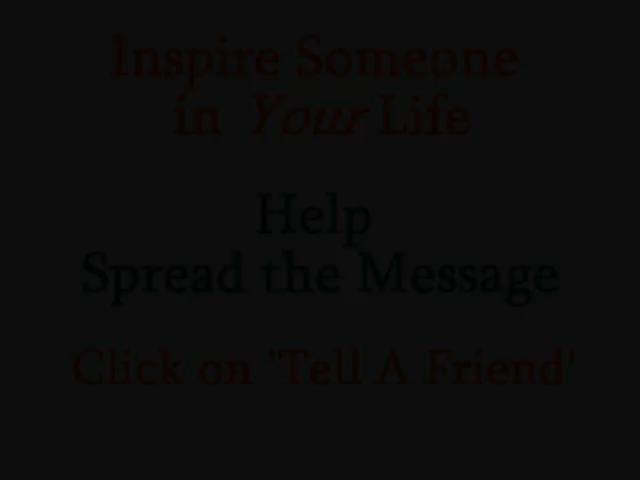 Inspire Someone
in Your Life
Help
Spread the Message
Click on 'Tell A Friend'